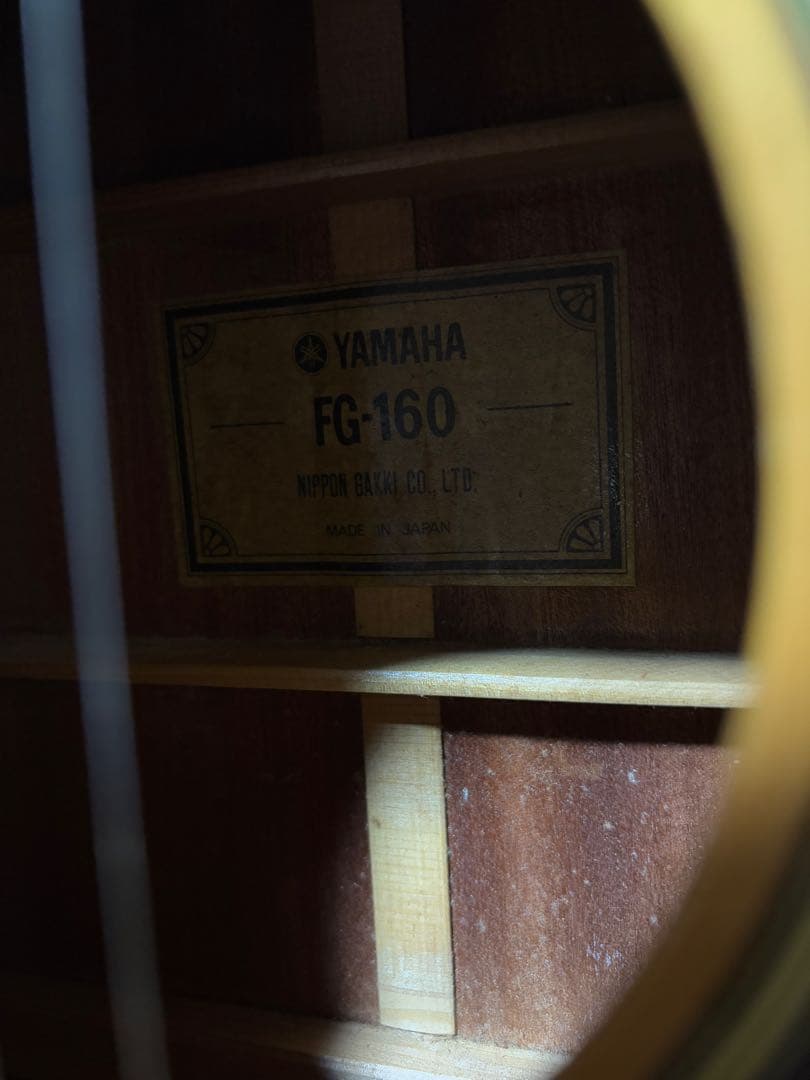 YAMAHA
FG-160
NIPPON GAKKI CO., LTD.
MADE IN JAPAN